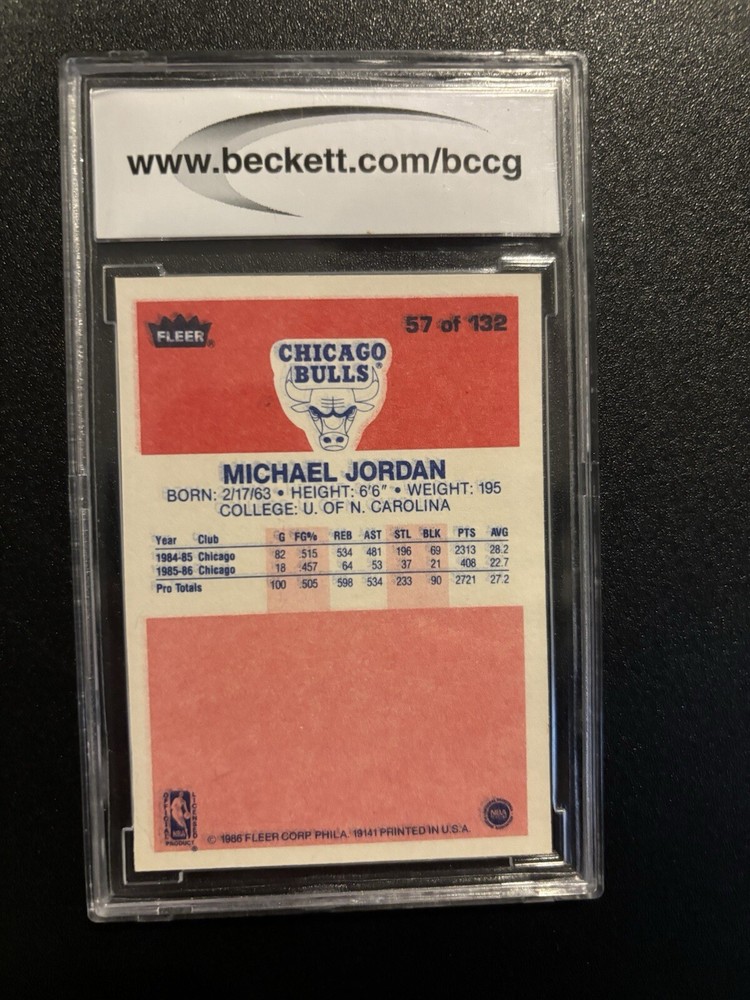 www.beckett.com/bccg
FLEER®
57 of 132
CHICAGO
BULLS®
MICHAEL JORDAN
BORN: 2/17/63 • HEIGHT: 6'6" • WEIGHT: 195
COLLEGE: U. OF N. CAROLINA
Year Club G FG% REB AST STL BLK PTS AVG
1984-85 Chicago 82 .515 534 481 196 69 2313 28.2
1985-86 Chicago 18 .457 64 53 37 21 408 22.7
Pro Totals 100 .505 598 534 233 90 2721 27.2
NBA
PRODUCT
© 1986 FLEER CORP PHILA. 19141 PRINTED IN U.S.A.